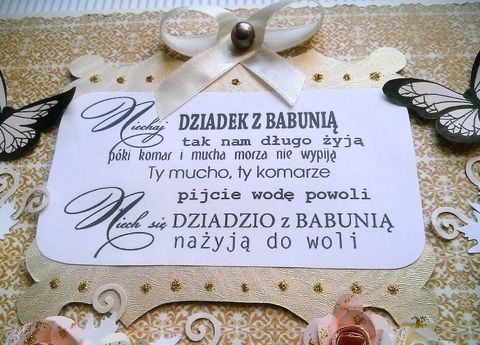 Niechaj DZIADEK Z BABUNIĄ
tak nam długo żyją
póki komar i mucha morza nie wypiją
Ty mucho, ty komarze
pijcie wodę powoli
Niech się DZIADZIO z BABUNIĄ
nażyją do woli